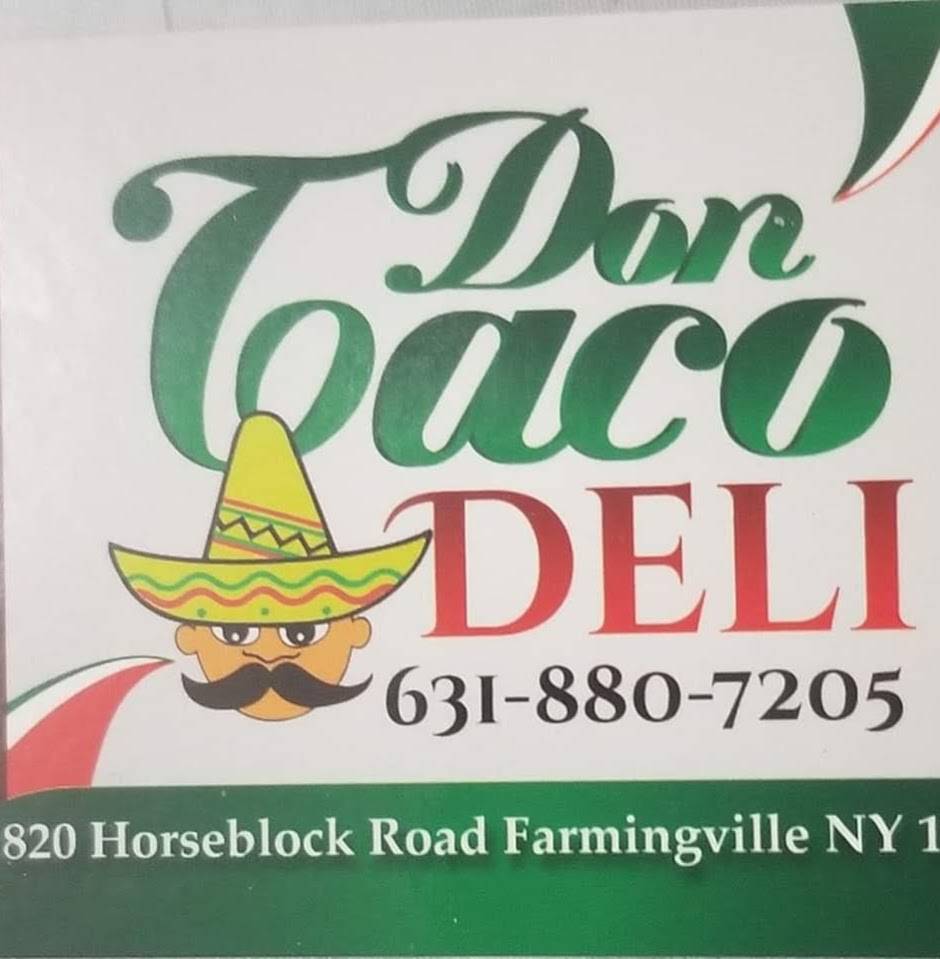 Don
Taco
DELI
631-880-7205
820 Horseblock Road Farmingville NY 1